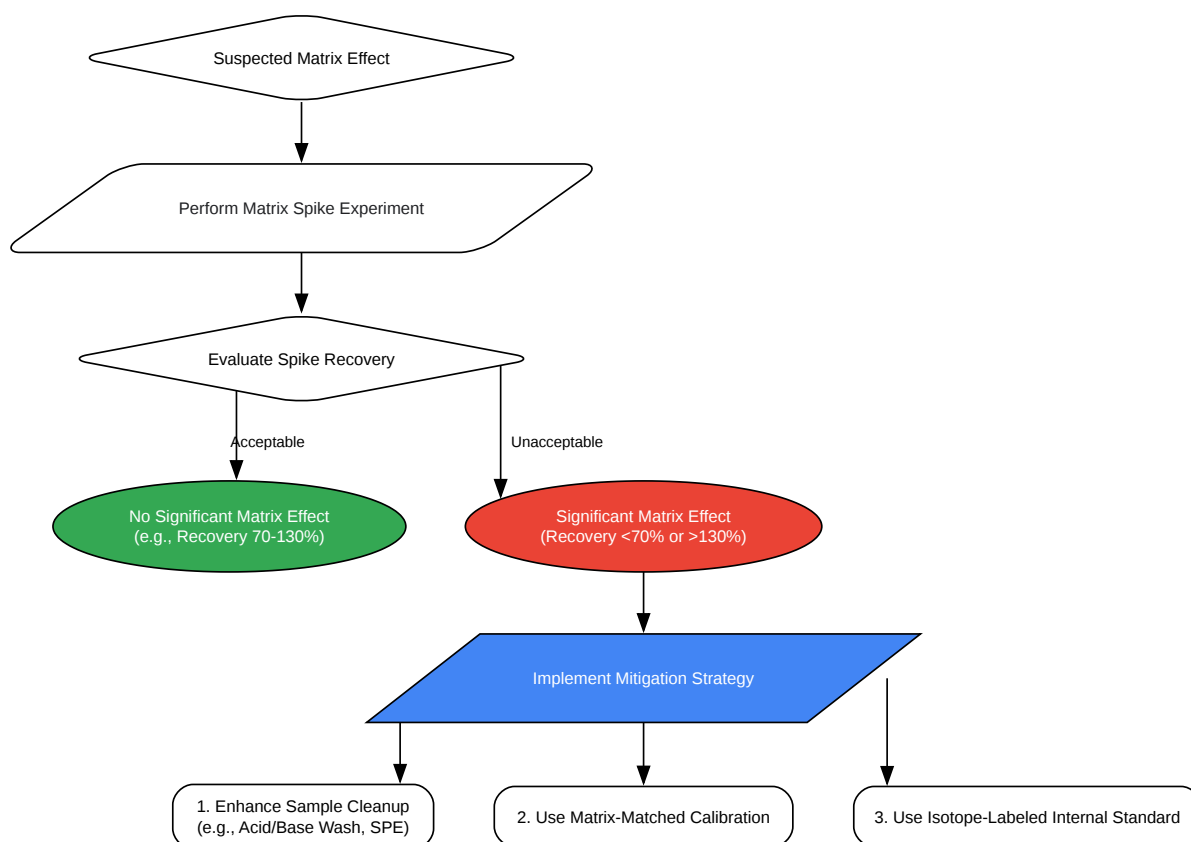 Suspected Matrix Effect
Perform Matrix Spike Experiment
Evaluate Spike Recovery
Acceptable
Unacceptable
No Significant Matrix Effect
(e.g., Recovery 70-130%)
Significant Matrix Effect
(Recovery <70% or >130%)
Implement Mitigation Strategy
1. Enhance Sample Cleanup
(e.g., Acid/Base Wash, SPE)
2. Use Matrix-Matched Calibration
3. Use Isotope-Labeled Internal Standard